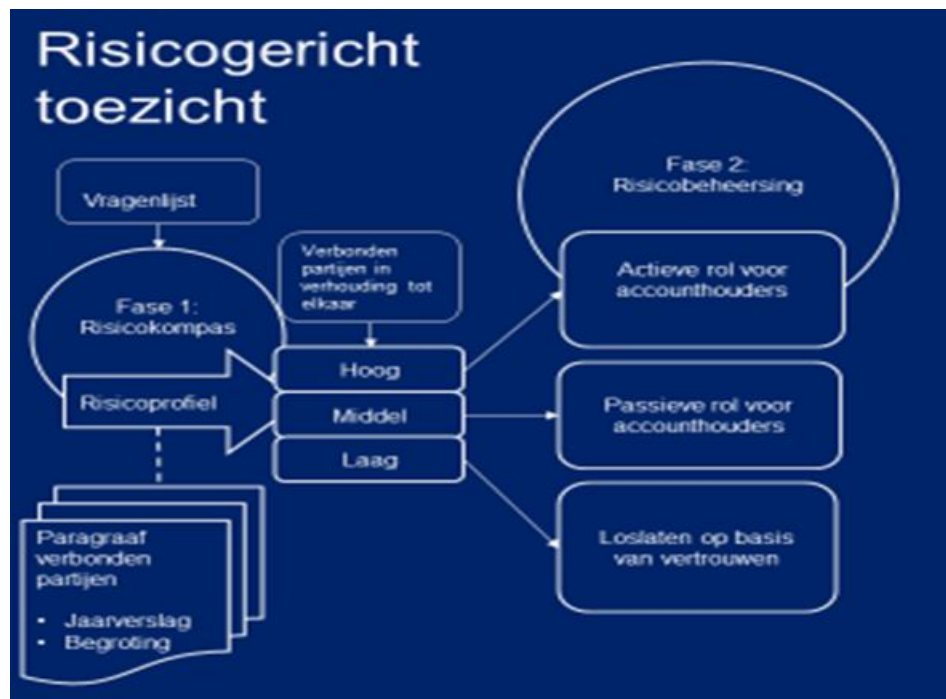 Risicogericht
toezicht
Vragenlijst
Fase 1:
Risicokompas
Risicoprofiel
Paragraaf
verbonden
partijen
• Jaarverslag
• Begroting
Verbonden
partijen in
verhouding tot
elkaar
Hoog
Middel
Laag
Fase 2:
Risicobeheersing
Actieve rol voor
accounthouders
Passieve rol voor
accounthouders
Loslaten op basis
van vertrouwen